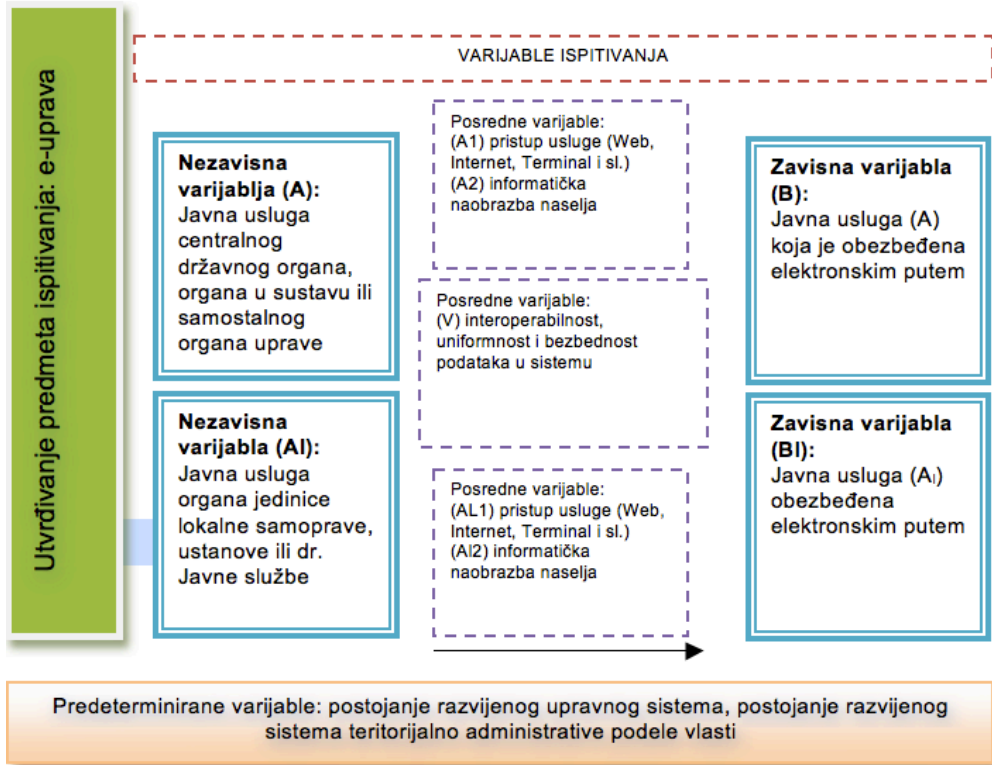 Utvrđivanje predmeta ispitivanja: e-uprava
VARIJABLE ISPITIVANJA
Nezavisna
varijablja (A):
Javna usluga
centralnog
državnog organa,
organa u sustavu ili
samostalnog
organa uprave
Nezavisna
varijabla (Al):
Javna usluga
organa jedinice
lokalne samoprave,
ustanove ili dr.
Javne službe
Posredne varijable:
(A1) pristup usluge (Web,
Internet, Terminal i sl.)
(A2) informatička
naobrazba naselja
Posredne varijable:
(V) interoperabilnost,
uniformnost i bezbednost
podataka u sistemu
Posredne varijable:
(AL1) pristup usluge (Web,
Internet, Terminal i sl.)
(Al2) informatička
naobrazba naselja
Zavisna varijabla
(B):
Javna usluga (A)
koja je obezbeđena
elektronskim putem
Zavisna varijabla
(Bl):
Javna usluga (Aₗ)
obezbeđena
elektronskim putem
Predeterminirane varijable: postojanje razvijenog upravnog sistema, postojanje razvijenog
sistema teritorijalno administrative podele vlasti